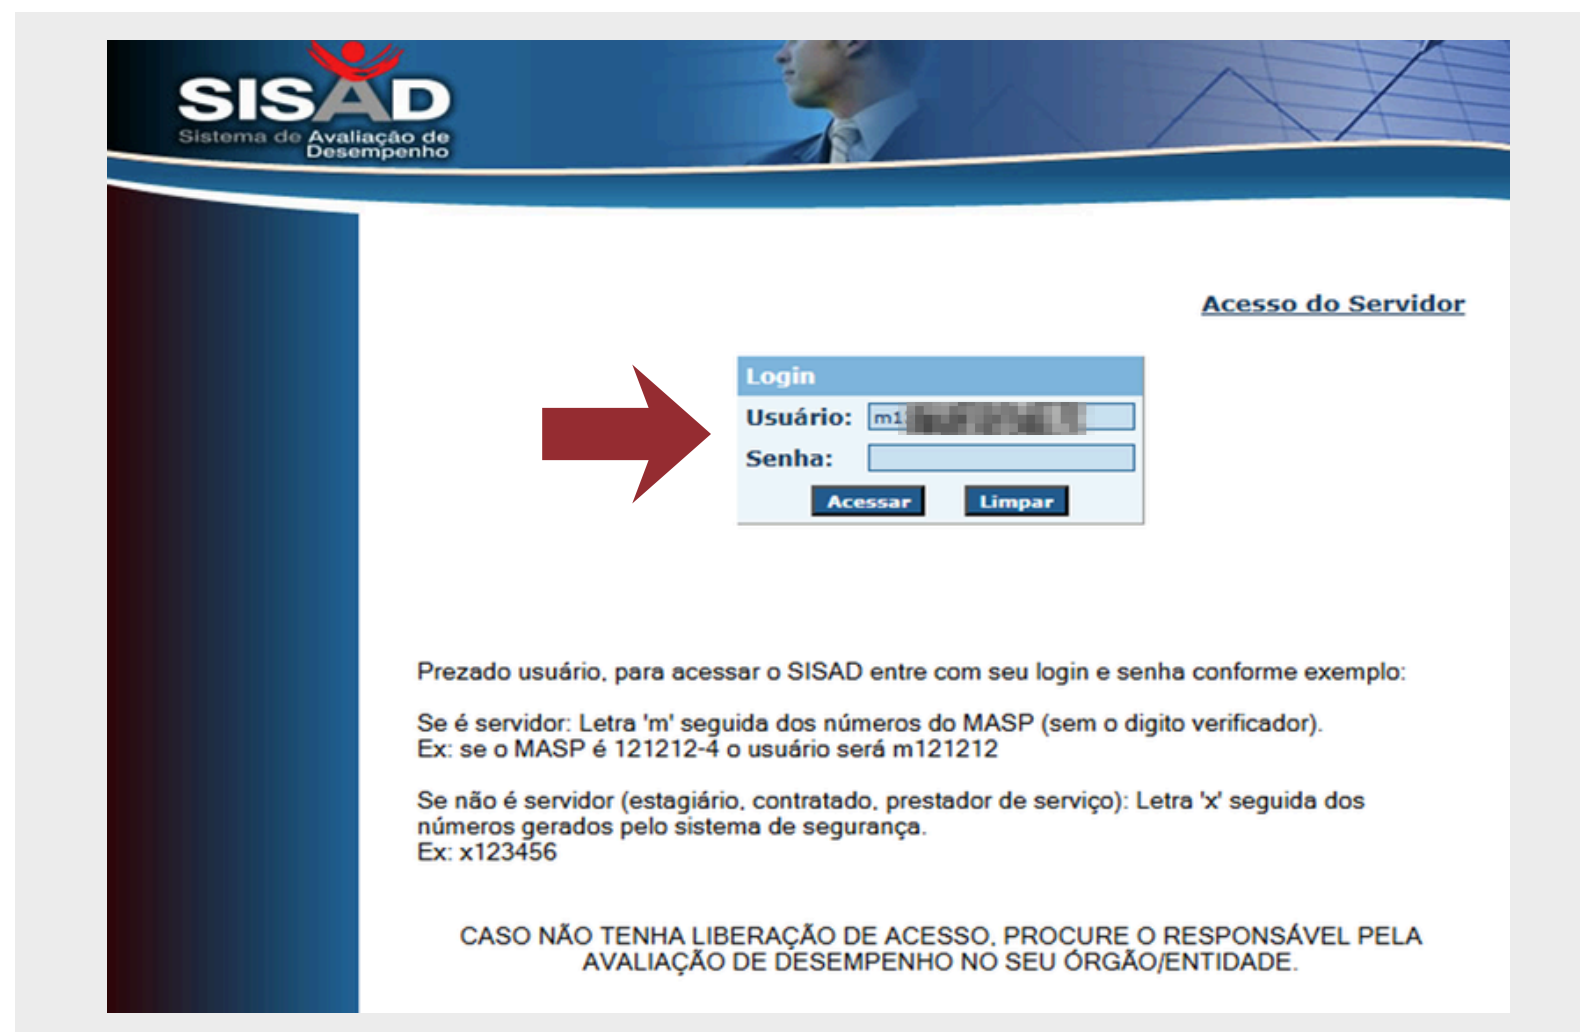 SISAD
Sistema de Avaliação de
Desempenho
Acesso do Servidor
Login
Usuário: m1
Senha:
Acessar Limpar
Prezado usuário, para acessar o SISAD entre com seu login e senha conforme exemplo:
Se é servidor: Letra 'm' seguida dos números do MASP (sem o digito verificador).
Ex: se o MASP é 121212-4 o usuário será m121212
Se não é servidor (estagiário, contratado, prestador de serviço): Letra 'x' seguida dos
números gerados pelo sistema de segurança.
Ex: x123456
CASO NÃO TENHA LIBERAÇÃO DE ACESSO, PROCURE O RESPONSÁVEL PELA
AVALIAÇÃO DE DESEMPENHO NO SEU ÓRGÃO/ENTIDADE.